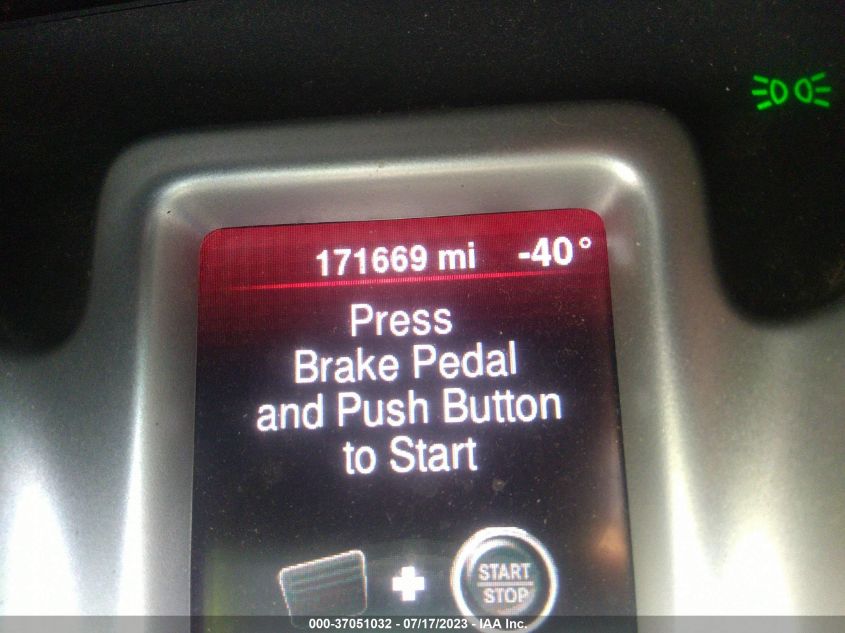 171669 mi -40°
Press
Brake Pedal
and Push Button
to Start
START
STOP
000-37051032 - 07/17/2023 - IAA Inc.